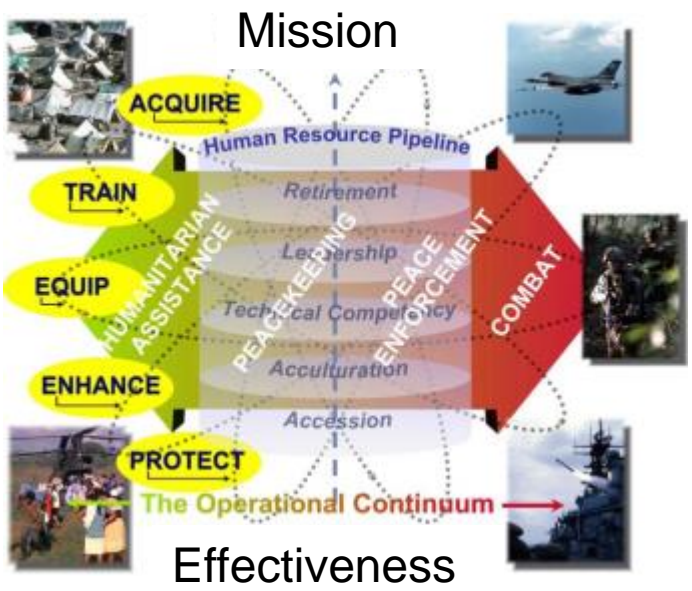 Mission
ACQUIRE
Human Resource Pipeline
TRAIN
Retirement
HUMANITARIAN
ASSISTANCE
PEACEKEEPING
PEACE
ENFORCEMENT
COMBAT
Leadership
EQUIP
Technical Competency
ENHANCE
Acculturation
Accession
PROTECT
The Operational Continuum
Effectiveness